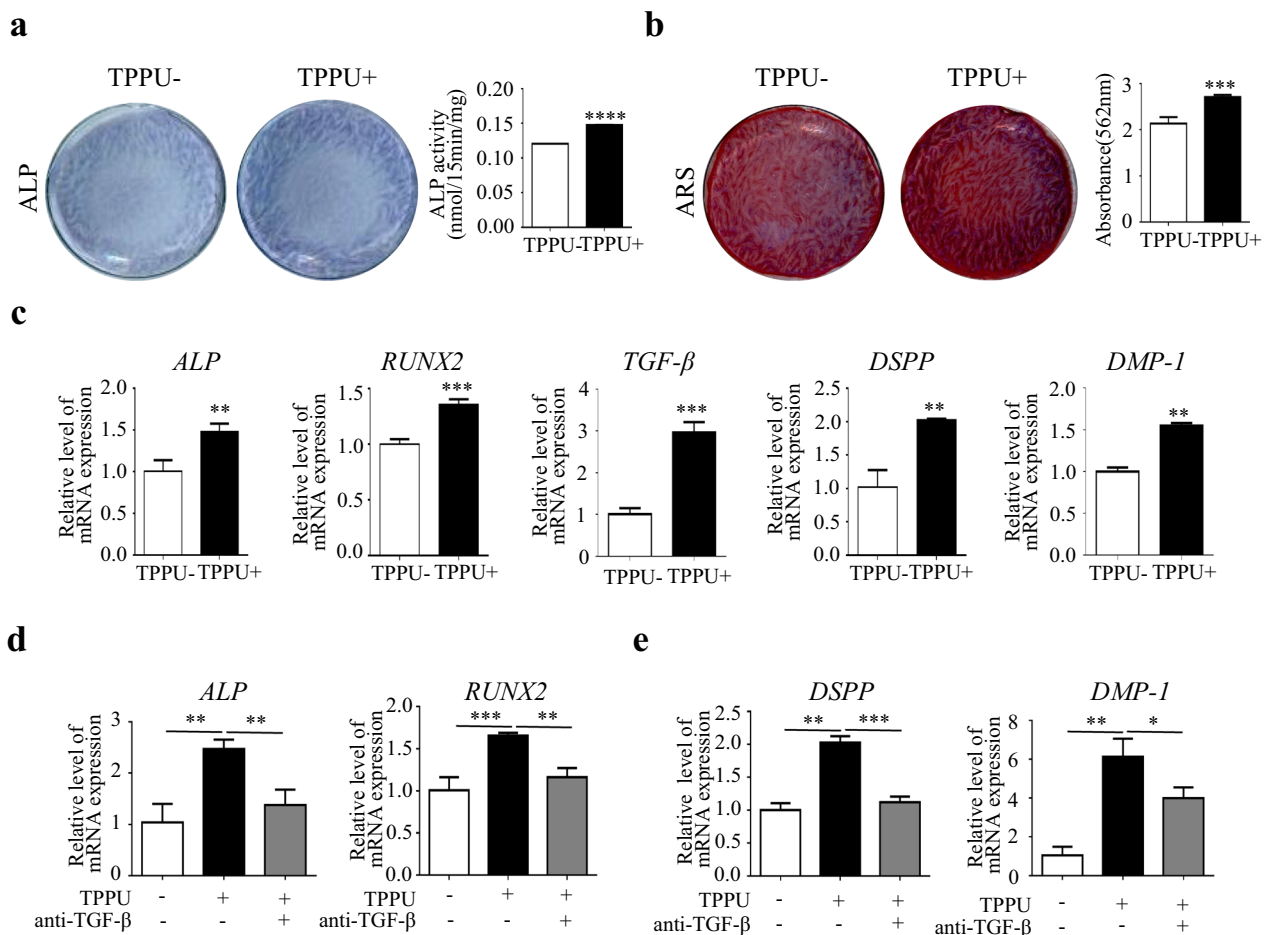 a
TPPU-
TPPU+
ALP
ALP activity
(nmol/15min/mg)
0.20
0.15
0.10
0.05
0.00
****
TPPU-TPPU+
b
TPPU-
TPPU+
ARS
Absorbance(562nm)
3
2
1
0
***
TPPU-TPPU+
c
ALP
Relative level of
mRNA expression
2.0
1.5
1.0
0.5
0.0
**
TPPU- TPPU+
RUNX2
Relative level of
mRNA expression
1.5
1.0
0.5
0.0
***
TPPU- TPPU+
TGF-β
Relative level of
mRNA expression
4
3
2
1
0
***
TPPU- TPPU+
DSPP
Relative level of
mRNA expression
2.5
2.0
1.5
1.0
0.5
0.0
**
TPPU- TPPU+
DMP-1
Relative level of
mRNA expression
2.0
1.5
1.0
0.5
0.0
**
TPPU- TPPU+
d
ALP
Relative level of
mRNA expression
3
2
1
0
** **
TPPU - + +
anti-TGF-β - - +
RUNX2
Relative level of
mRNA expression
2.0
1.5
1.0
0.5
0.0
*** **
TPPU - + +
anti-TGF-β - - +
e
DSPP
Relative level of
mRNA expression
2.5
2.0
1.5
1.0
0.5
0.0
** ***
TPPU - + +
anti-TGF-β - - +
DMP-1
Relative level of
mRNA expression
8
6
4
2
0
** *
TPPU - + +
anti-TGF-β - - +